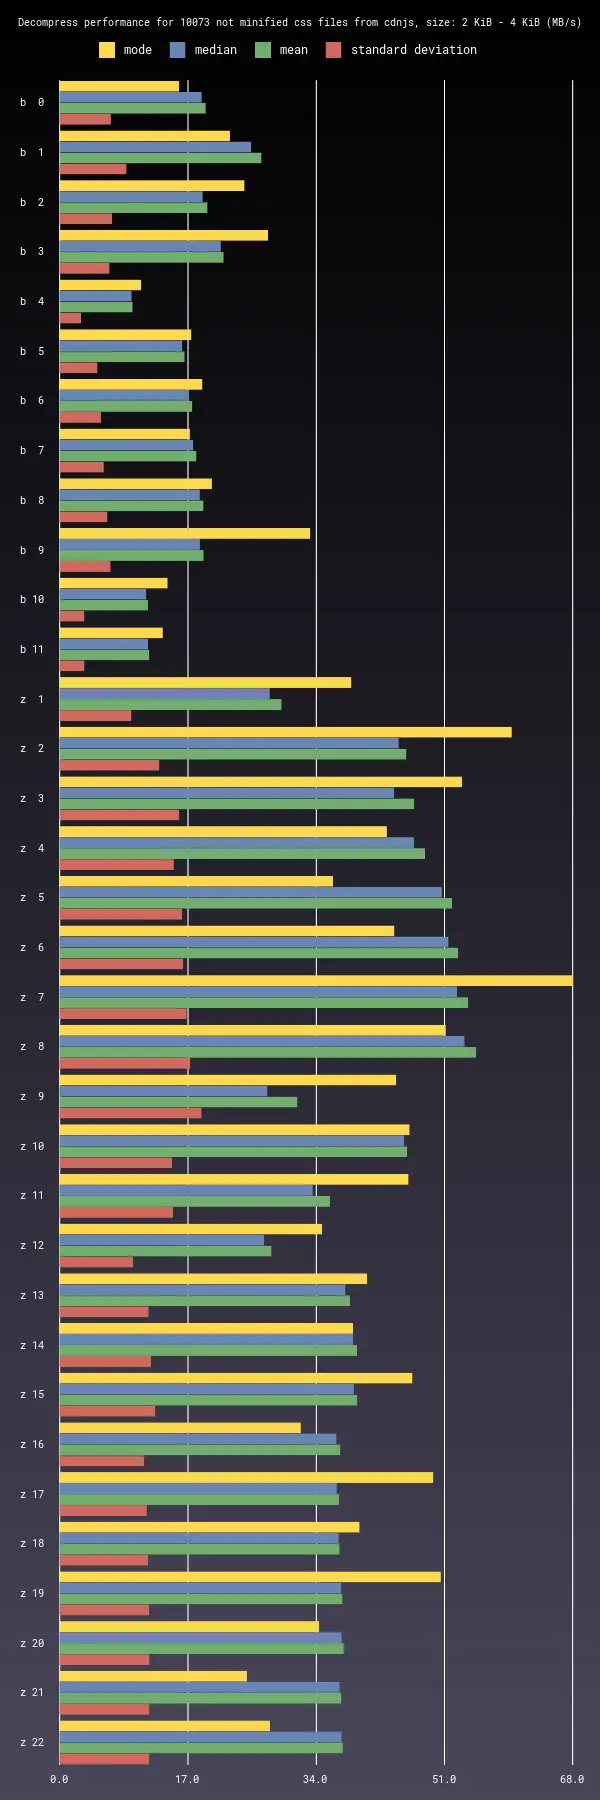 Decompress performance for 10073 not minified css files from cdnjs, size: 2 KiB - 4 KiB (MB/s)
mode median mean standard deviation
b 0
b 1
b 2
b 3
b 4
b 5
b 6
b 7
b 8
b 9
b 10
b 11
z 1
z 2
z 3
z 4
z 5
z 6
z 7
z 8
z 9
z 10
z 11
z 12
z 13
z 14
z 15
z 16
z 17
z 18
z 19
z 20
z 21
z 22
0.0 17.0 34.0 51.0 68.0